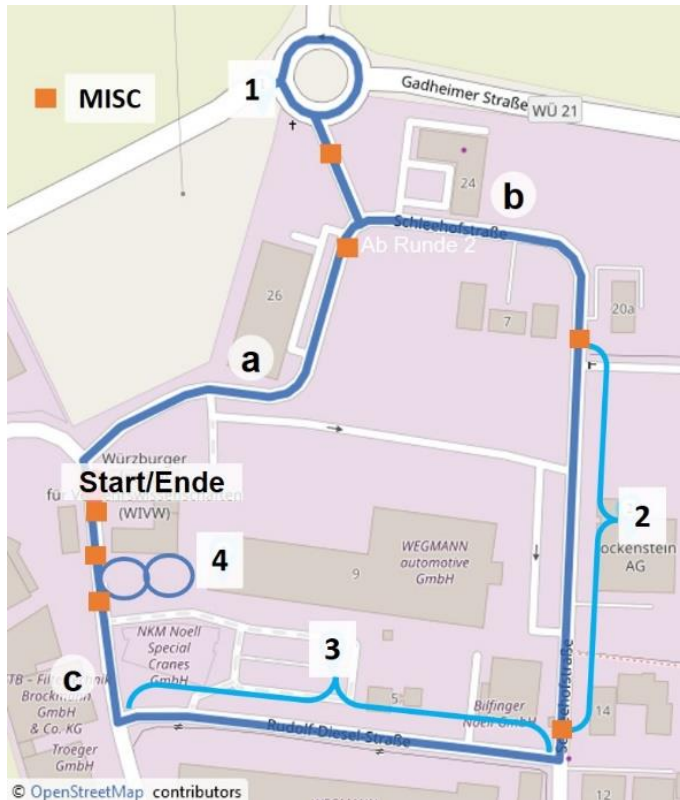 MISC
1
Gadheimer Straße
WÜ 21
24
b
Schleehofstraße
Ab Runde 2
26
20a
7
a
Würzburger
Start/Ende
(WIVW)
2
4
WEGMANN
automotive
GmbH
9
ockenstein
AG
NKM Noell
Special
Cranes
GmbH
3
c
Brockmann
GmbH
& Co. KG
5
Bilfinger
Noell GmbH
Schleehofstraße
14
Rudolf-Diesel-Straße
Troeger
GmbH
12
© OpenStreetMap contributors